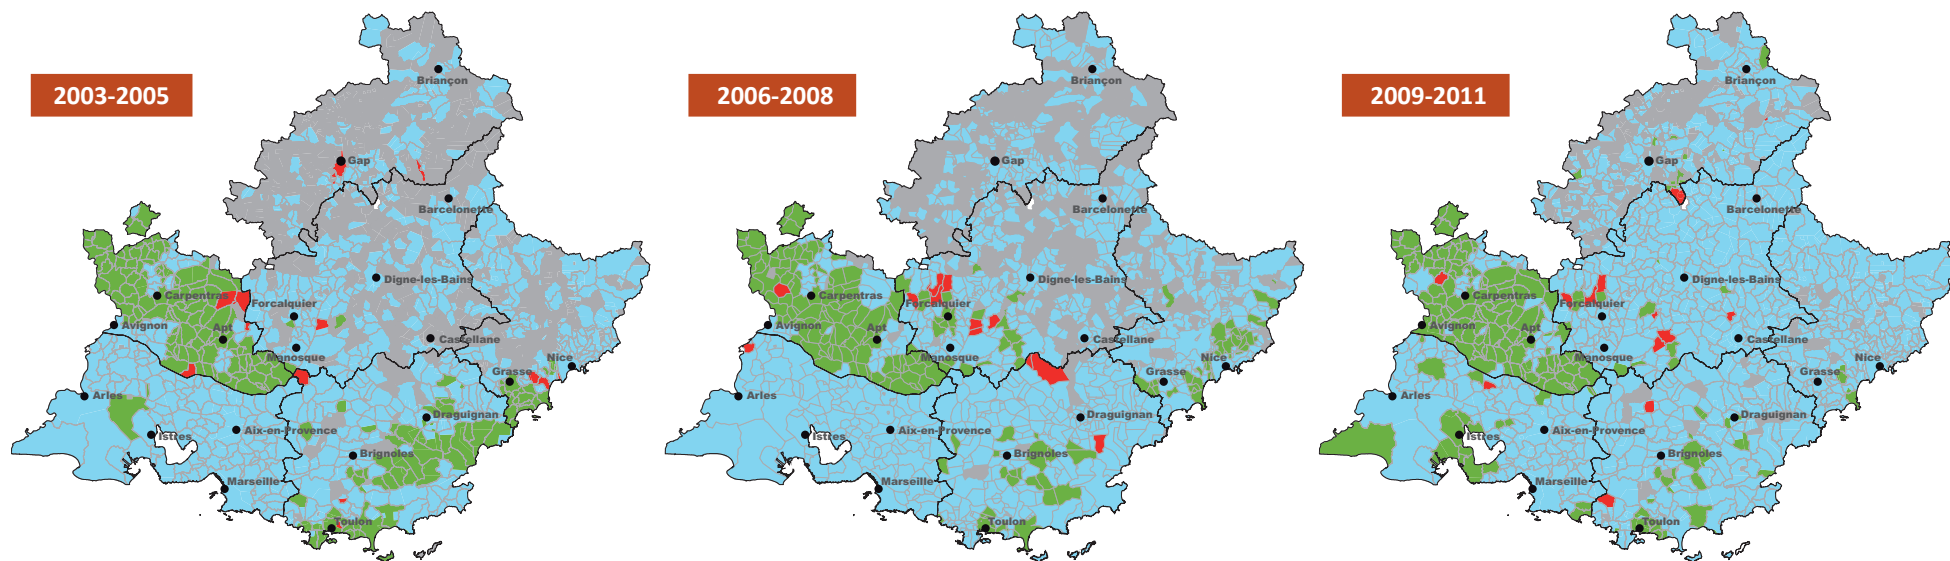 2003-2005
Briançon
Gap
Barcelonette
Digne-les-Bains
Carpentras
Forcalquier
Avignon
Apt
Castellane
Manosque
Nice
Grasse
Arles
Draguignan
Istres
Aix-en-Provence
Brignoles
Marseille
Toulon
2006-2008
Briançon
Gap
Barcelonette
Digne-les-Bains
Carpentras
Forcalquier
Avignon
Apt
Castellane
Manosque
Nice
Grasse
Arles
Draguignan
Istres
Aix-en-Provence
Brignoles
Marseille
Toulon
2009-2011
Briançon
Gap
Barcelonette
Digne-les-Bains
Carpentras
Forcalquier
Avignon
Apt
Castellane
Manosque
Nice
Grasse
Arles
Draguignan
Istres
Aix-en-Provence
Brignoles
Marseille
Toulon